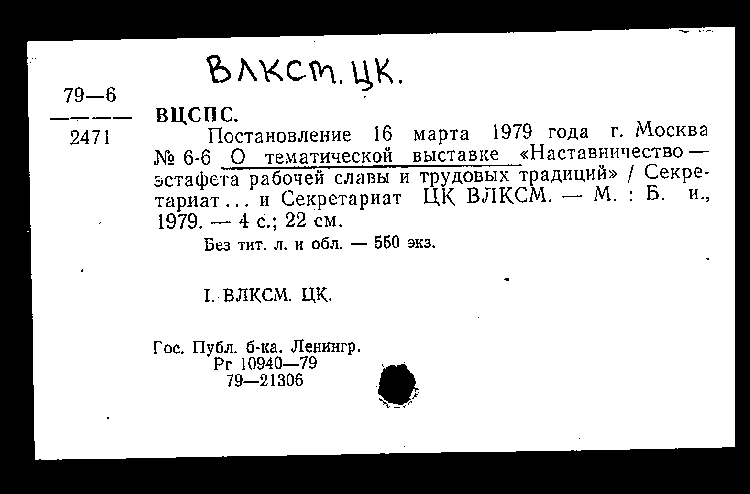 ВЛКСМ. ЦК.
79—6
2471
ВЦСПС.
Постановление 16 марта 1979 года г. Москва
№ 6-6 О тематической выставке «Наставничество —
эстафета рабочей славы и трудовых традиций» / Секре-
тариат ... и Секретариат ЦК ВЛКСМ. — М. : Б. и.,
1979. — 4 с.; 22 см.
Без тит. л. и обл. — 550 экз.
I. ВЛКСМ. ЦК.
Гос. Публ. б-ка. Ленингр.
Рг 10940—79
79—21306